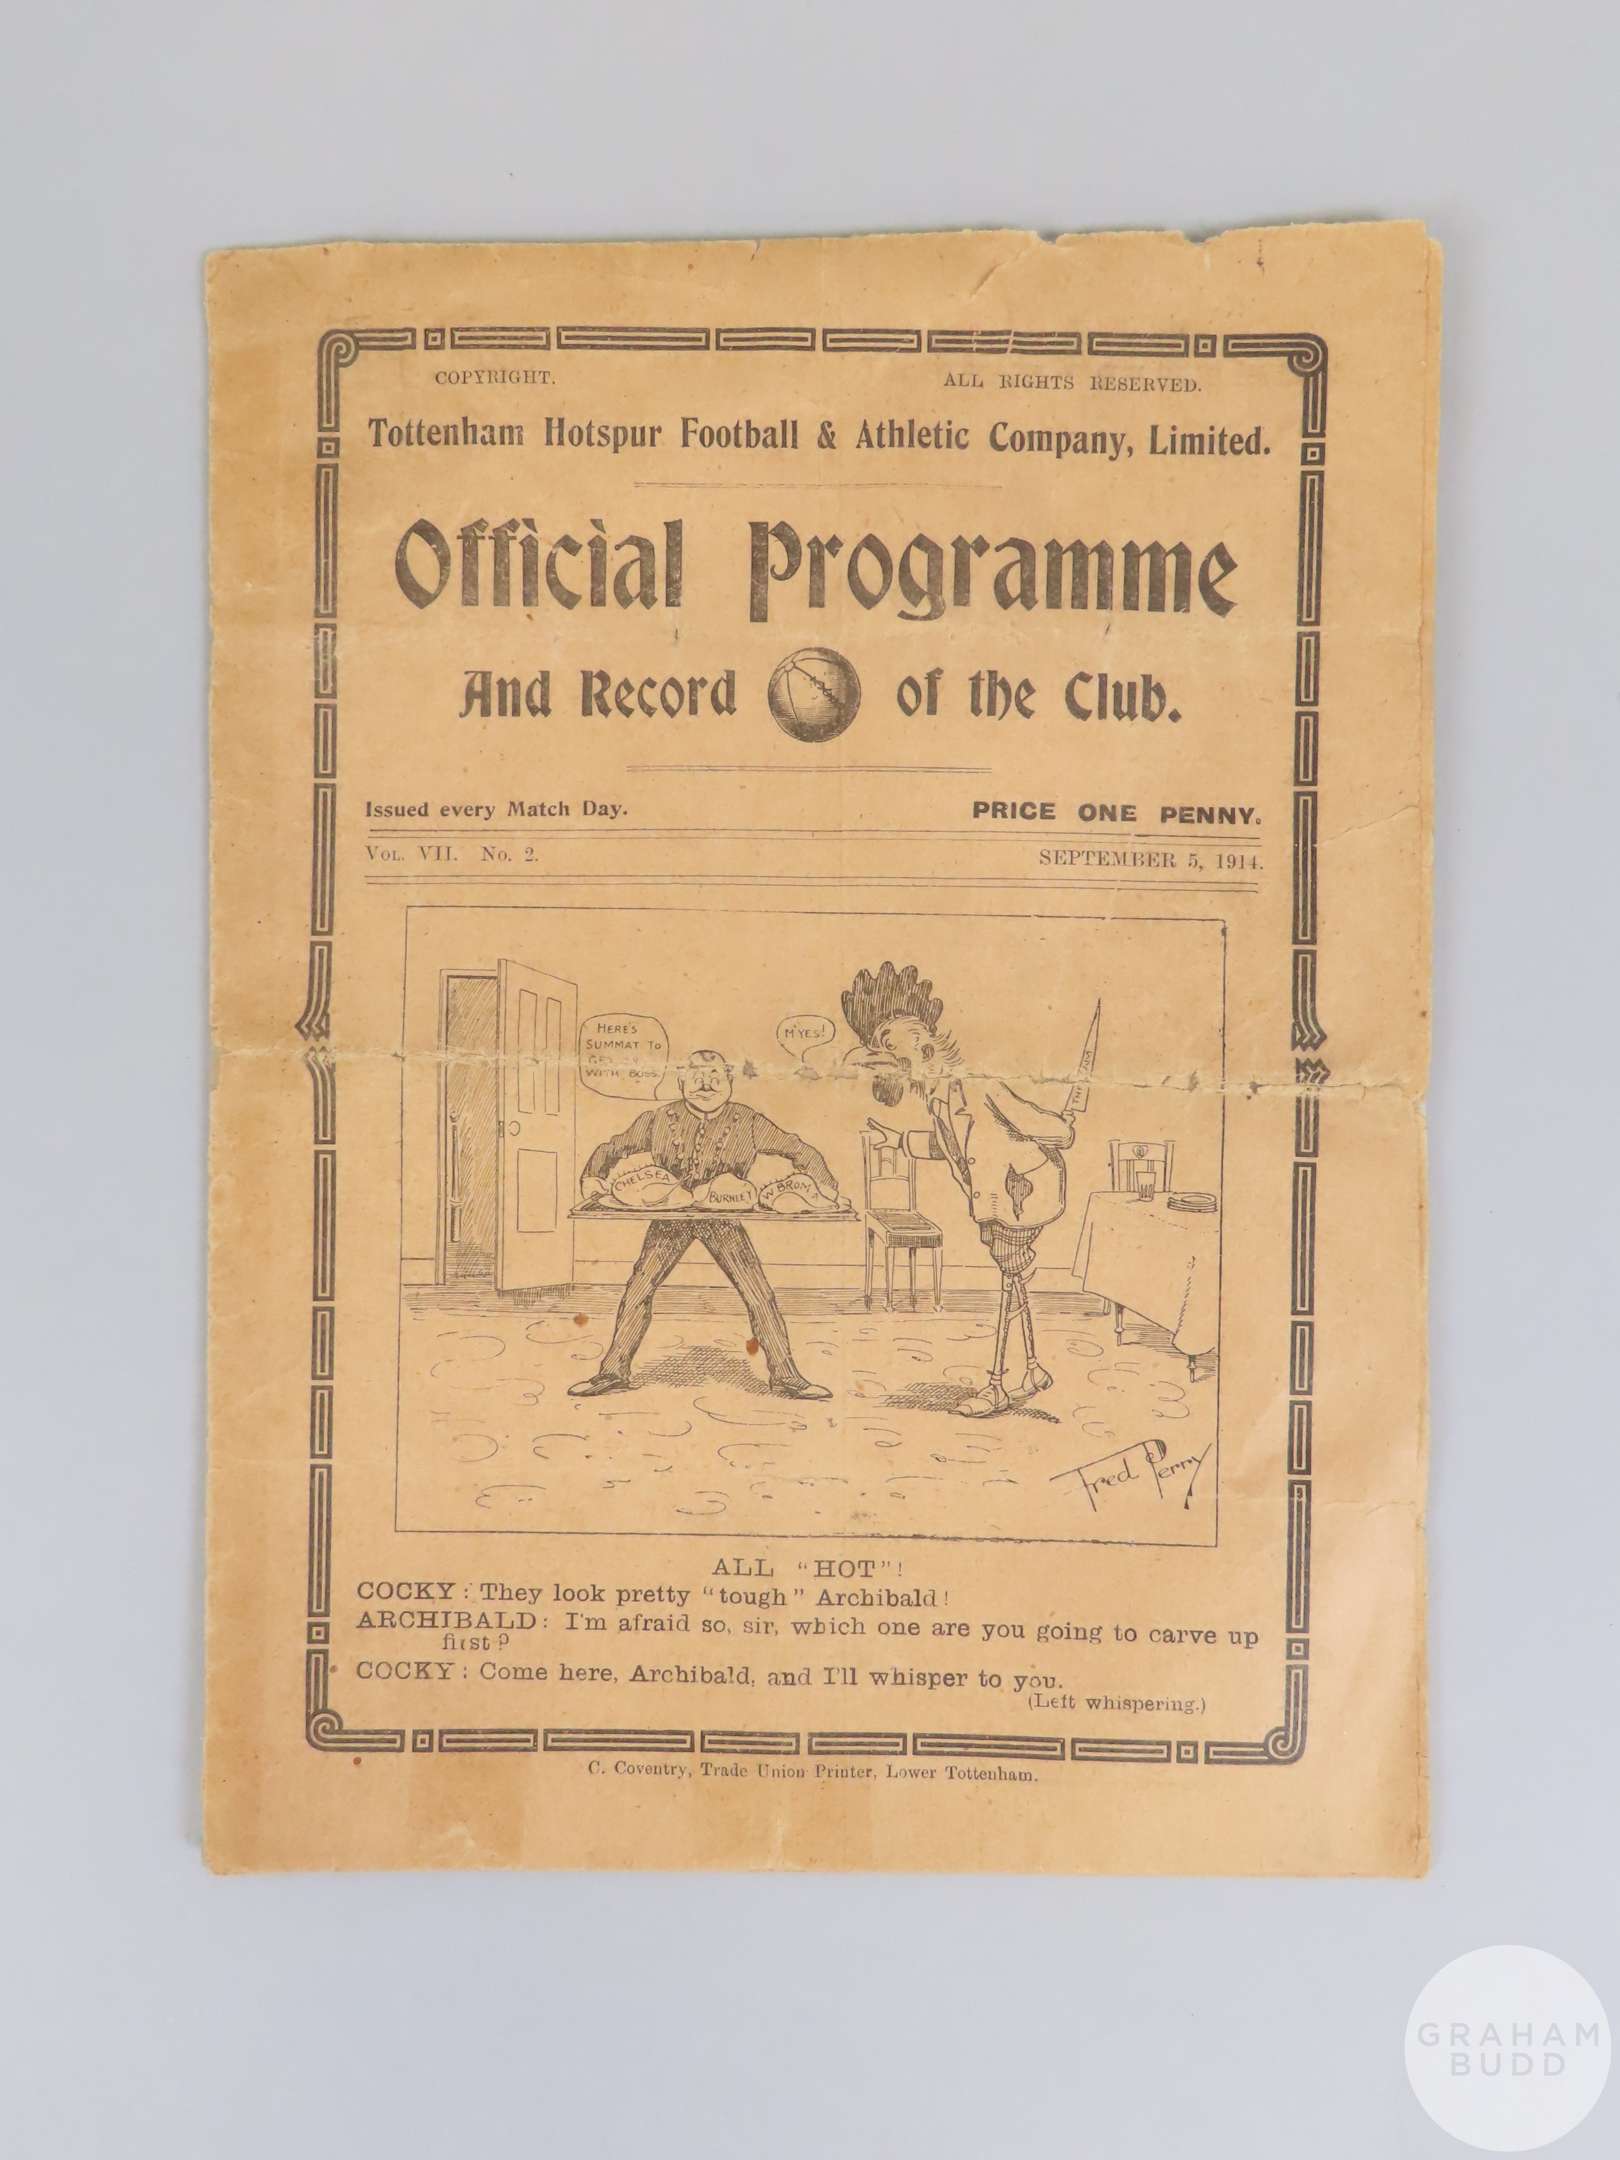 COPYRIGHT. ALL RIGHTS RESERVED.
Tottenham Hotspur Football & Athletic Company, Limited.
Official Programme
And Record of the Club.
Issued every Match Day. PRICE ONE PENNY.
VOL. VII. No. 2. SEPTEMBER 5, 1914.
HERE'S
SUMMAT TO
WITH BOSS.
M'YES!
CHELSEA
BURNLEY
W. BROM
Fred Perry
ALL "HOT"!
COCKY: They look pretty "tough" Archibald!
ARCHIBALD: I'm afraid so, sir, which one are you going to carve up
first?
COCKY: Come here, Archibald, and I'll whisper to you.
(Left whispering.)
C. Coventry, Trade Union Printer, Lower Tottenham.
GRAHAM
BUDD